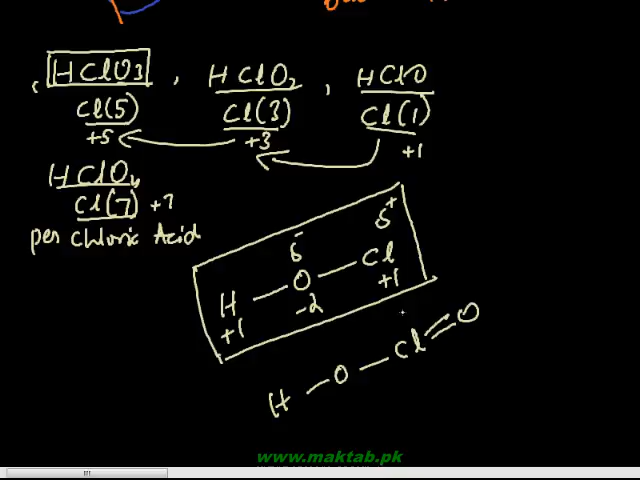 HClO3 , HClO2 , HClO
Cl(5) Cl(3) Cl(1)
+5 +3 +1
HClO4
Cl(7) +7
per Chloric Acid
δ- δ+
H — O — Cl
+1 -2 +1
H — O — Cl = O
www.maktab.pk